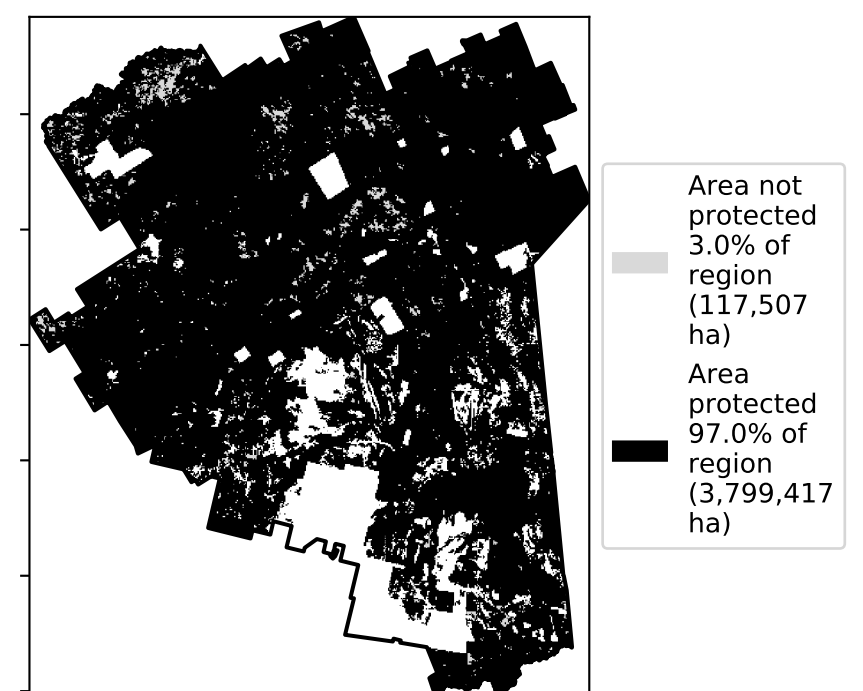 Area not
protected
3.0% of
region
(117,507
ha)
Area
protected
97.0% of
region
(3,799,417
ha)